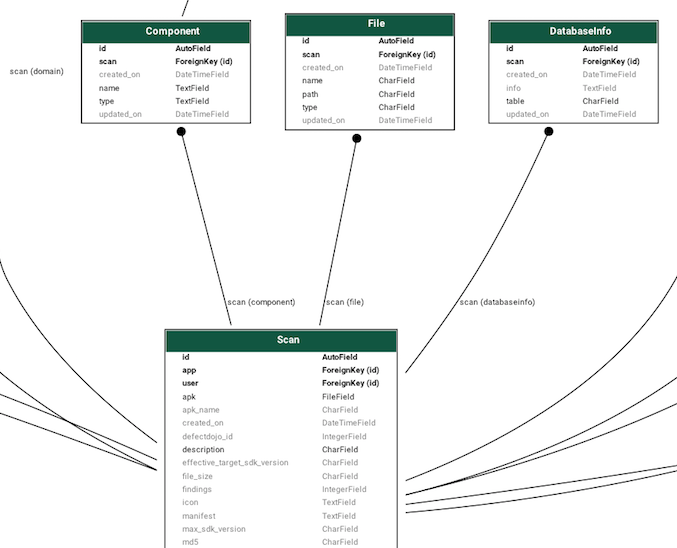 Component
id AutoField
scan ForeignKey (id)
created_on DateTimeField
name TextField
type TextField
updated_on DateTimeField
File
id AutoField
scan ForeignKey (id)
created_on DateTimeField
name CharField
path CharField
type CharField
updated_on DateTimeField
DatabaseInfo
id AutoField
scan ForeignKey (id)
created_on DateTimeField
info TextField
table CharField
updated_on DateTimeField
scan (domain)
scan (component)
scan (file)
scan (databaseinfo)
Scan
id AutoField
app ForeignKey (id)
user ForeignKey (id)
apk FileField
apk_name CharField
created_on DateTimeField
defectdojo_id IntegerField
description CharField
effective_target_sdk_version CharField
file_size CharField
findings IntegerField
icon TextField
manifest TextField
max_sdk_version CharField
md5 CharField